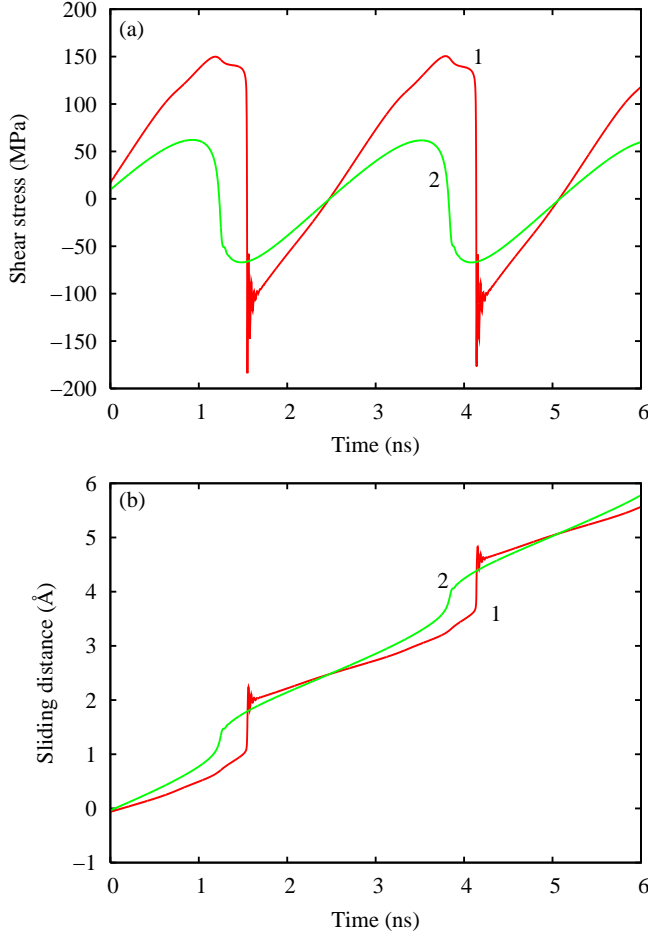 (a)
200
150
100
50
0
−50
−100
−150
−200
Shear stress (MPa)
1
2
0 1 2 3 4 5 6
Time (ns)
(b)
6
5
4
3
2
1
0
−1
Sliding distance (Å)
2
1
0 1 2 3 4 5 6
Time (ns)